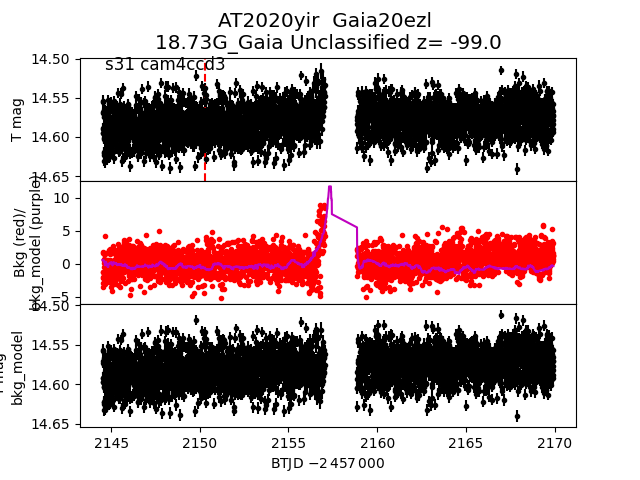 AT2020yir  Gaia20ezl
18.73G_Gaia Unclassified z= -99.0
s31 cam4ccd3
14.50
14.55
14.60
14.65
T mag
10
5
0
−5
Bkg (red)/
bkg_model (purple)
14.50
14.55
14.60
14.65
bkg_model
2145
2150
2155
2160
2165
2170
BTJD −2 457 000